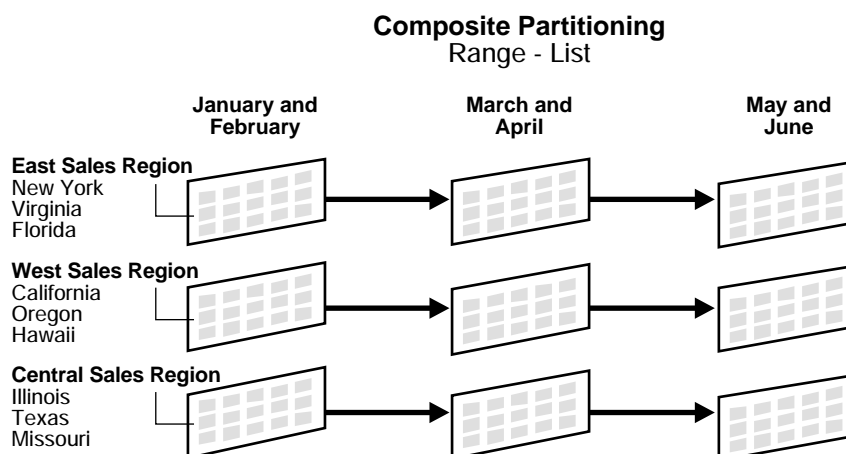 Composite Partitioning
Range - List
January and
February
March and
April
May and
June
East Sales Region
New York
Virginia
Florida
West Sales Region
California
Oregon
Hawaii
Central Sales Region
Illinois
Texas
Missouri